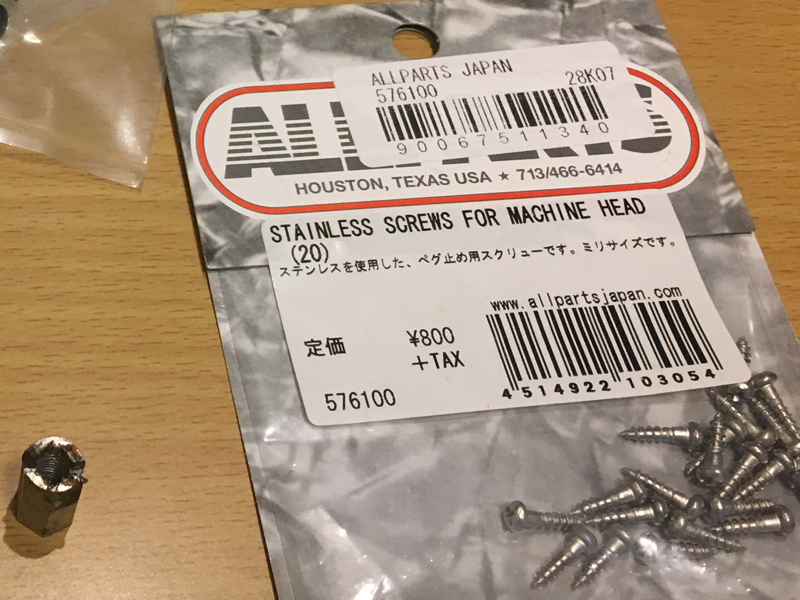 ALLPARTS JAPAN
576100 28K07
90067511340
HOUSTON, TEXAS USA ★ 713/466-6414
STAINLESS SCREWS FOR MACHINE HEAD
(20)
ステンレスを使用した、ペグ止め用スクリューです。ミリサイズです。
www.allpartsjapan.com
定価 ¥800
+TAX
576100
4 514922 103054